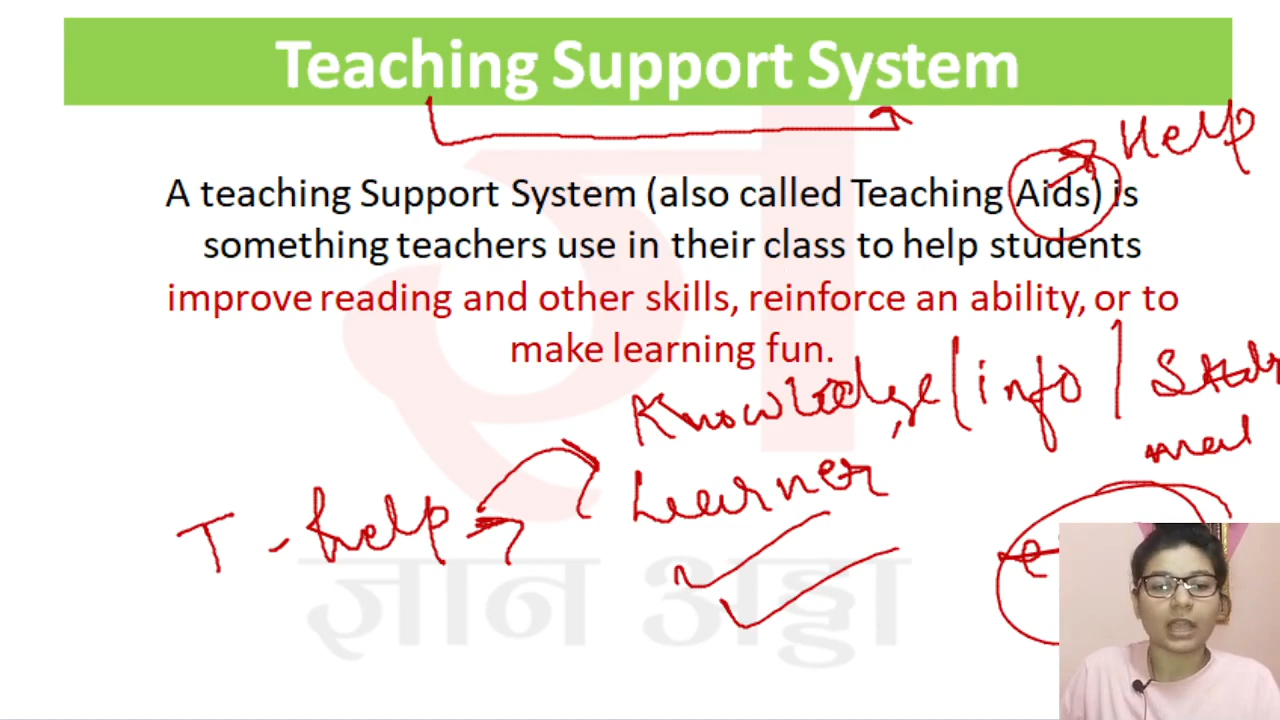 Teaching Support System
Help
A teaching Support System (also called Teaching Aids) is
something teachers use in their class to help students
improve reading and other skills, reinforce an ability, or to
make learning fun.
Knowledge/info/
Learner
T - help
ज्ञान अड्डा